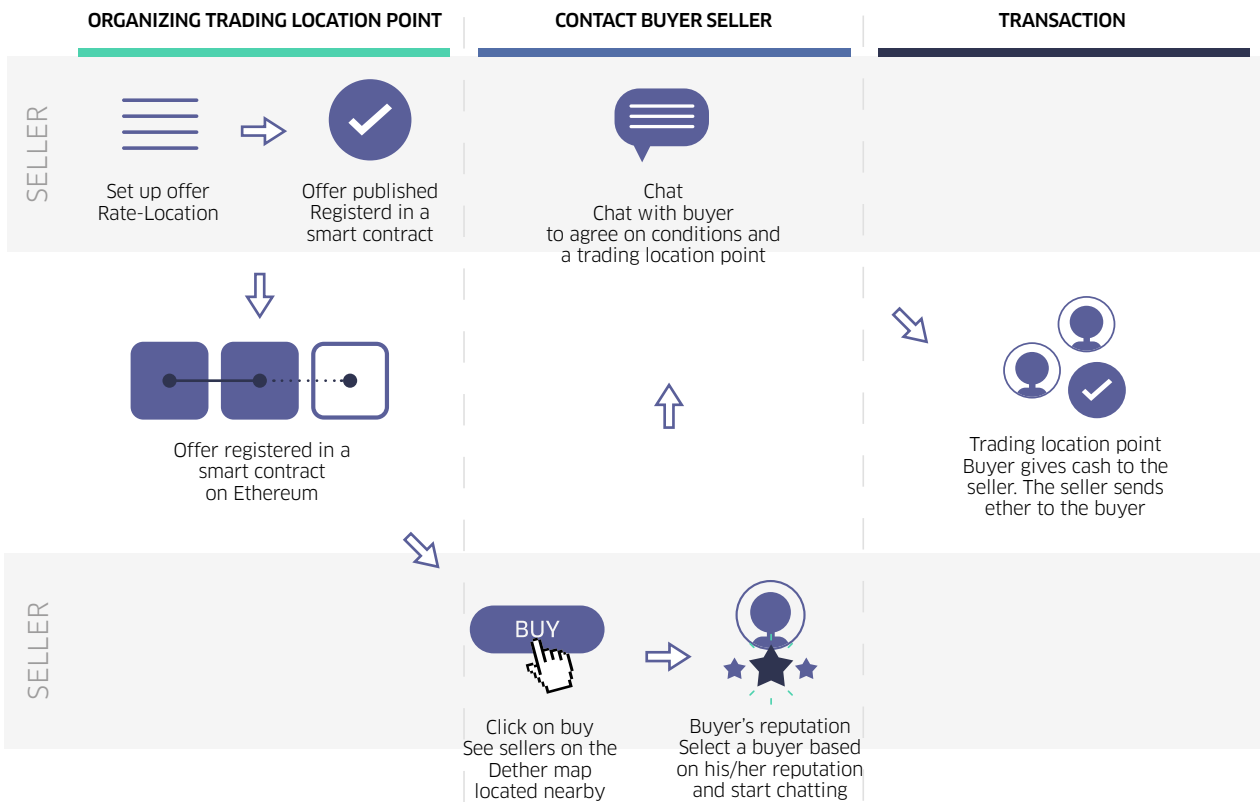 ORGANIZING TRADING LOCATION POINT
CONTACT BUYER SELLER
TRANSACTION
SELLER
Set up offer
Rate-Location
Offer published
Registerd in a
smart contract
Chat
Chat with buyer
to agree on conditions and
a trading location point
Offer registered in a
smart contract
on Ethereum
Trading location point
Buyer gives cash to the
seller. The seller sends
ether to the buyer
SELLER
BUY
Click on buy
See sellers on the
Dether map
located nearby
Buyer’s reputation
Select a buyer based
on his/her reputation
and start chatting